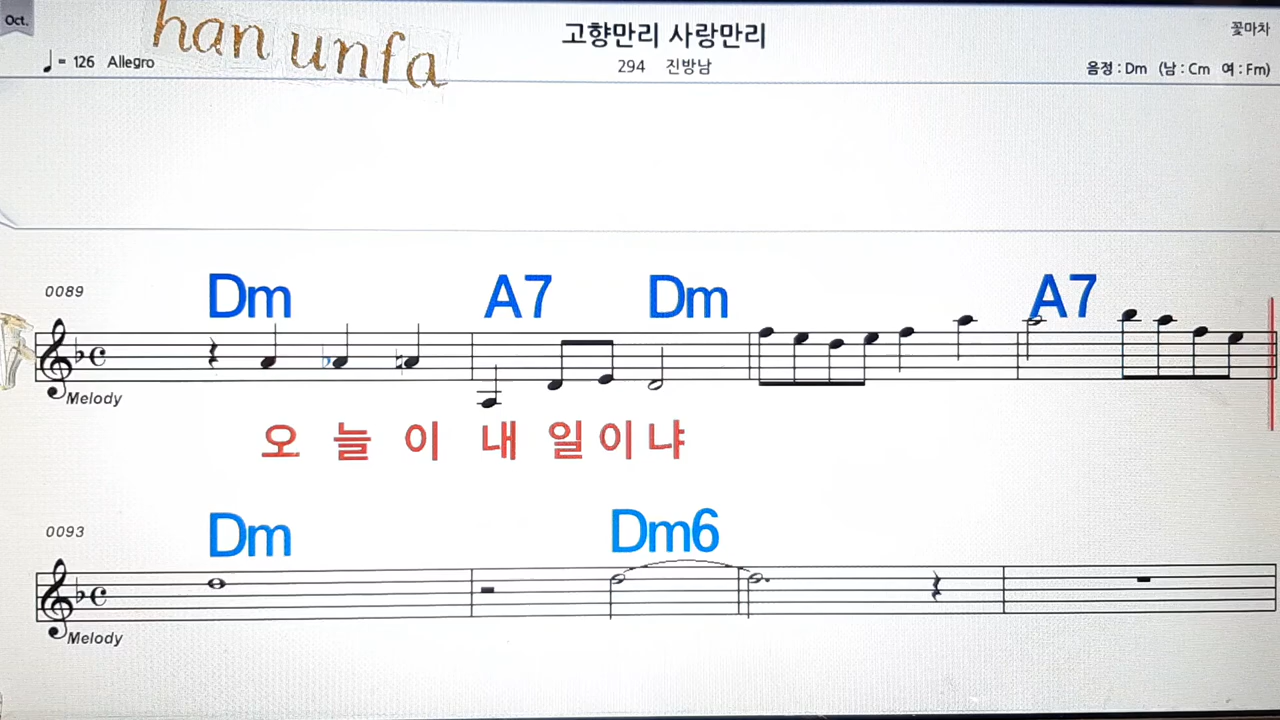 Oct.
han unfa
고향만리 사랑만리
꽃마차
♩= 126 Allegro
294 진방남
음정 : Dm (남 : Cm 여 : Fm)
0089
Dm A7 Dm A7
Melody
오 늘 이 내 일 이 냐
0093
Dm Dm6
Melody